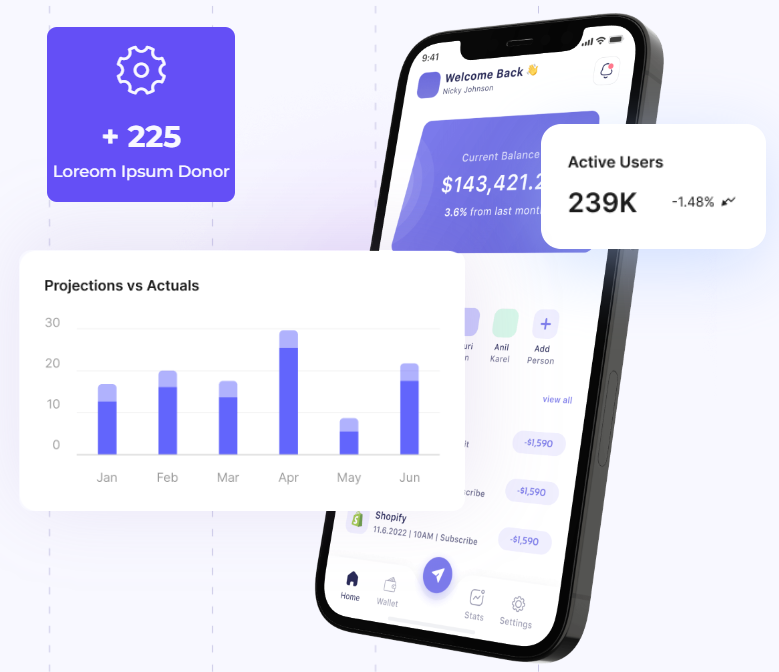 + 225
Loreom Ipsum Donor
9:41
Welcome Back 👋
Nicky Johnson
Current Balance
$143,421.2
3.6% from last mont
Active Users
239K
-1.48%
Projections vs Actuals
30
20
10
0
Jan Feb Mar Apr May Jun
uri
Anil
Karel
Add
Person
view all
-$1,590
cribe
-$1,590
Shopify
11.6.2022 | 10AM | Subscribe
-$1,590
Home
Wallet
Stats
Settings